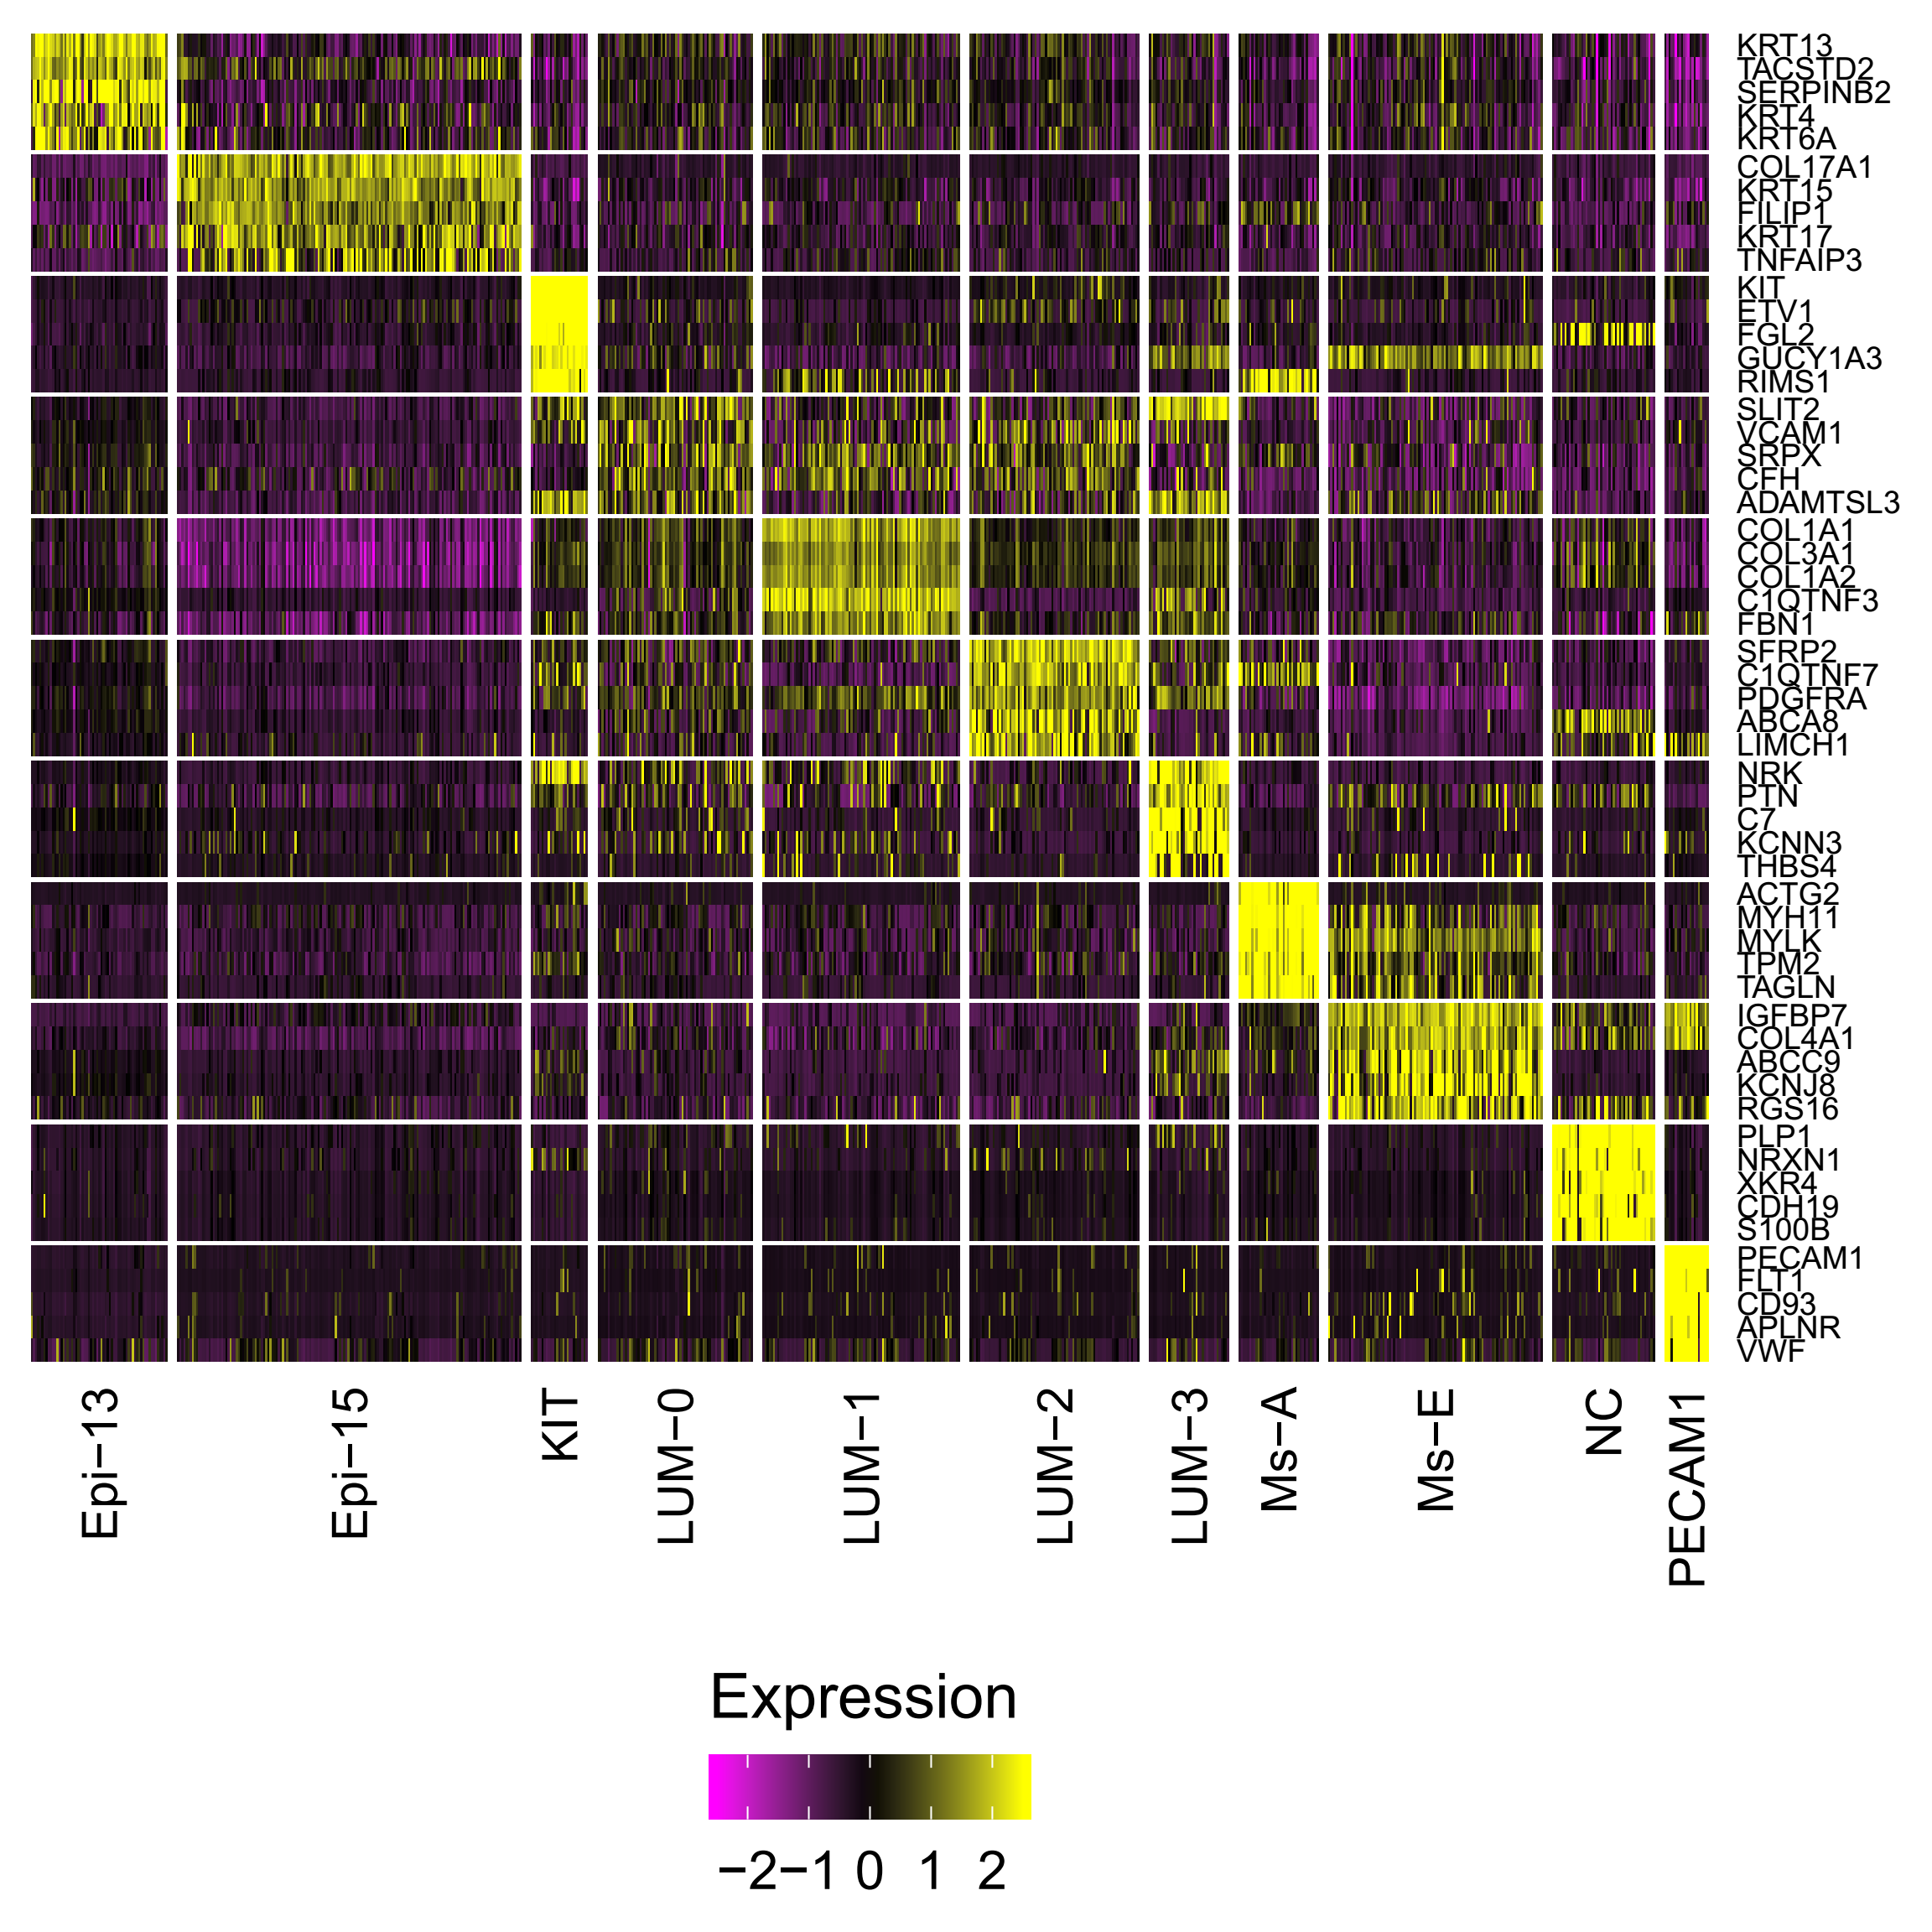 KRT13
TACSTD2
SERPINB2
KRT4
KRT6A
COL17A1
KRT15
FILIP1
KRT17
TNFAIP3
KIT
ETV1
FGL2
GUCY1A3
RIMS1
SLIT2
VCAM1
SRPX
CFH
ADAMTSL3
COL1A1
COL3A1
COL1A2
C1QTNF3
FBN1
SFRP2
C1QTNF7
PDGFRA
ABCA8
LIMCH1
NRK
PTN
C7
KCNN3
THBS4
ACTG2
MYH11
MYLK
TPM2
TAGLN
IGFBP7
COL4A1
ABCC9
KCNJ8
RGS16
PLP1
NRXN1
XKR4
CDH19
S100B
PECAM1
FLT1
CD93
APLNR
VWF
Epi−13
Epi−15
KIT
LUM−0
LUM−1
LUM−2
LUM−3
Ms−A
Ms−E
NC
PECAM1
Expression
−2 −1 0 1 2